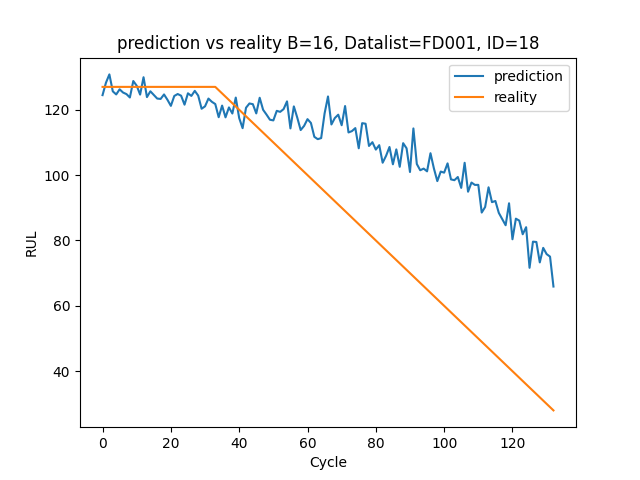 prediction vs reality B=16, Datalist=FD001, ID=18
prediction
reality
RUL
120
100
80
60
40
0 20 40 60 80 100 120
Cycle